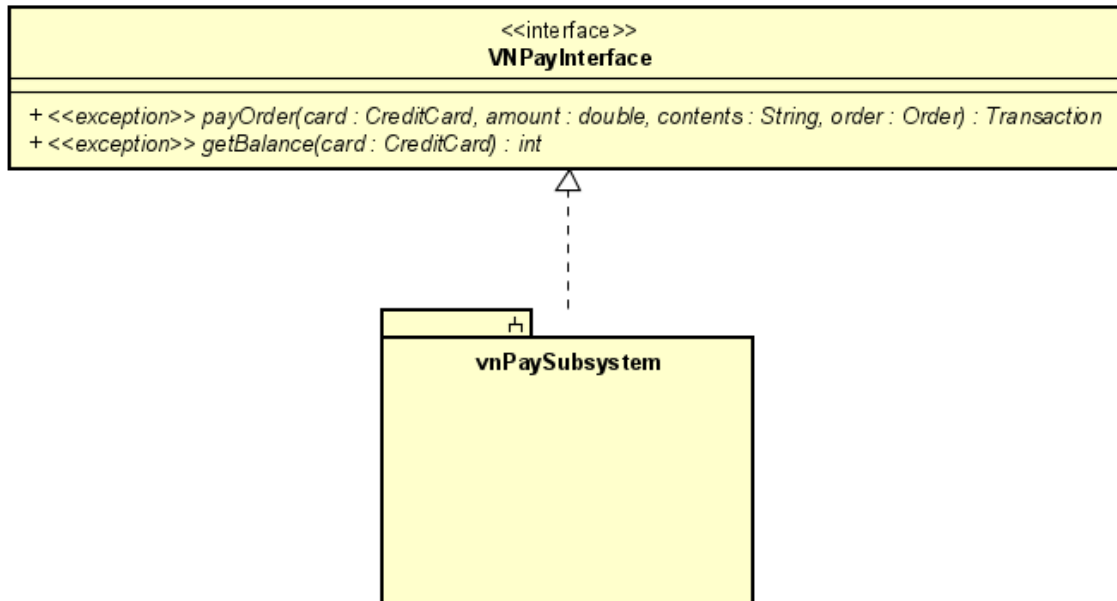 <<interface>>
VNPayInterface
+ <<exception>> payOrder(card : CreditCard, amount : double, contents : String, order : Order) : Transaction
+ <<exception>> getBalance(card : CreditCard) : int
vnPaySubsystem